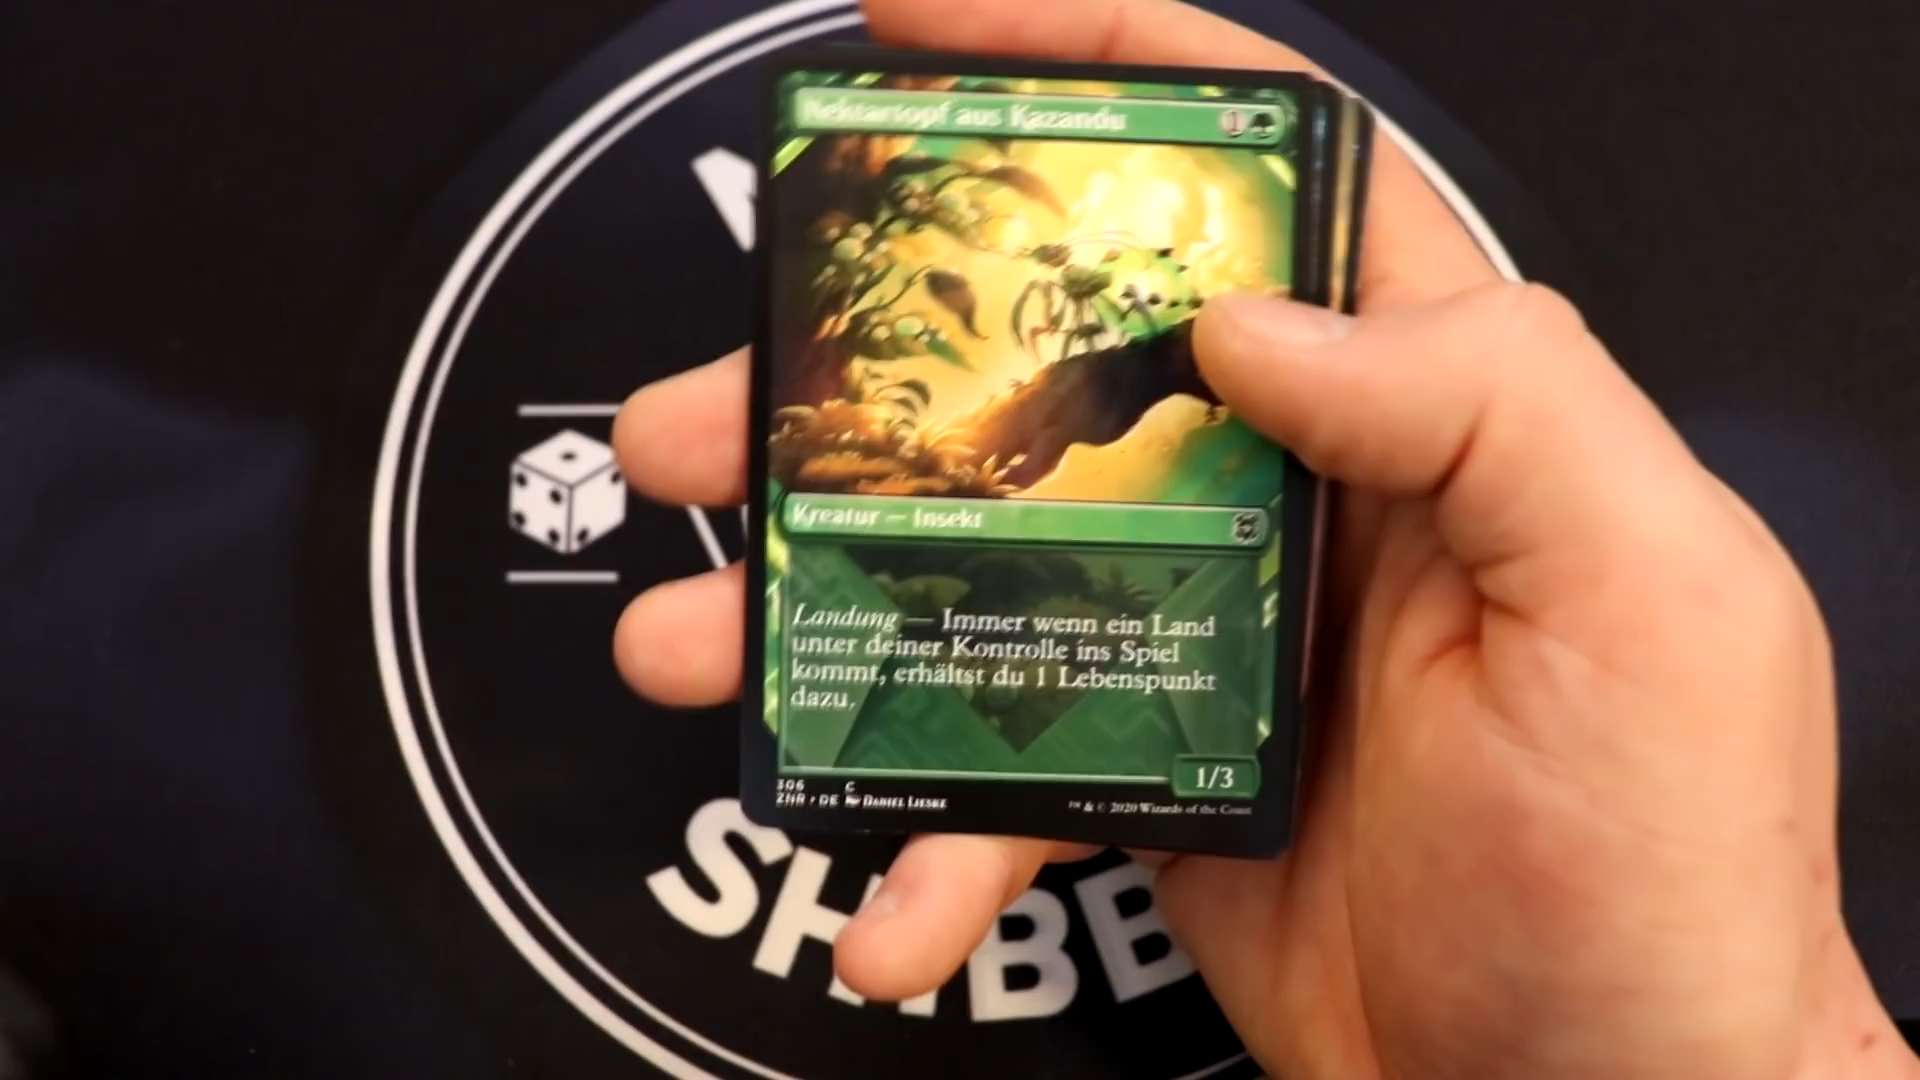 Nektartopf aus Kazandu
1
Kreatur — Insekt
Landung — Immer wenn ein Land
unter deiner Kontrolle ins Spiel
kommt, erhältst du 1 Lebenspunkt
dazu.
1/3
306 C
ZNR • DE Daniel Lieske
™ & © 2020 Wizards of the Coast